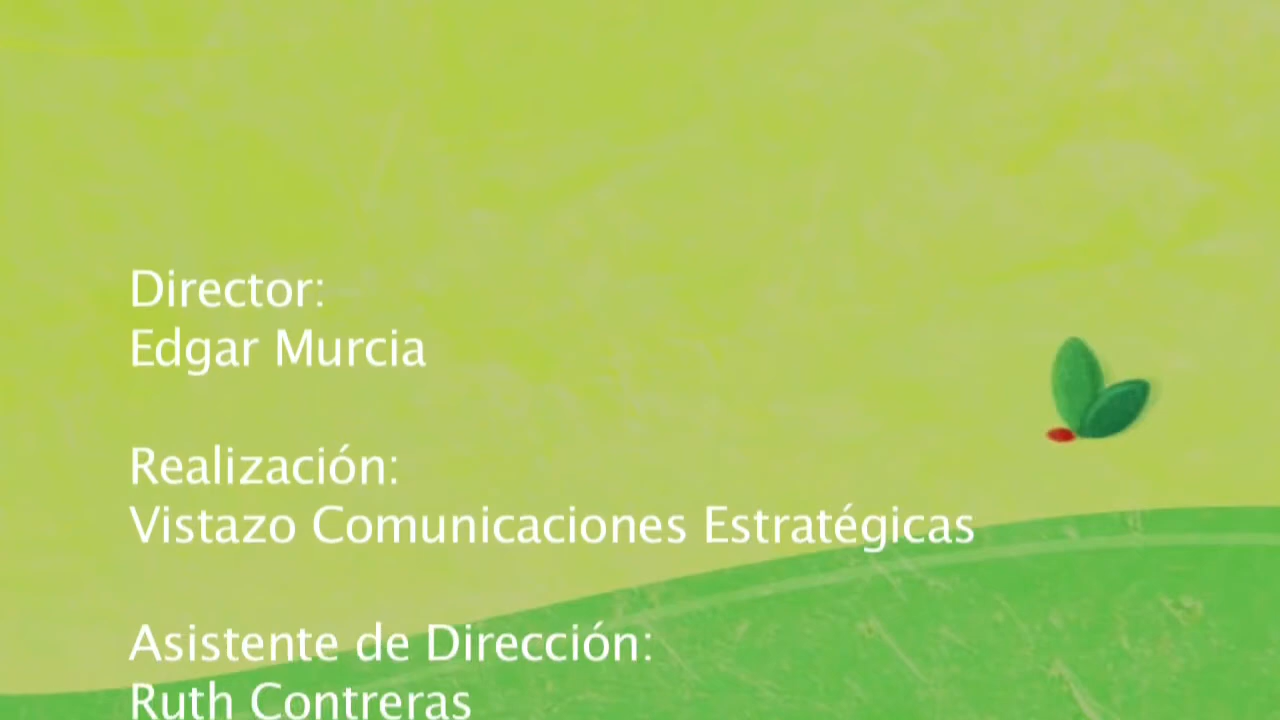 Director:
Edgar Murcia
Realización:
Vistazo Comunicaciones Estratégicas
Asistente de Dirección:
Ruth Contreras